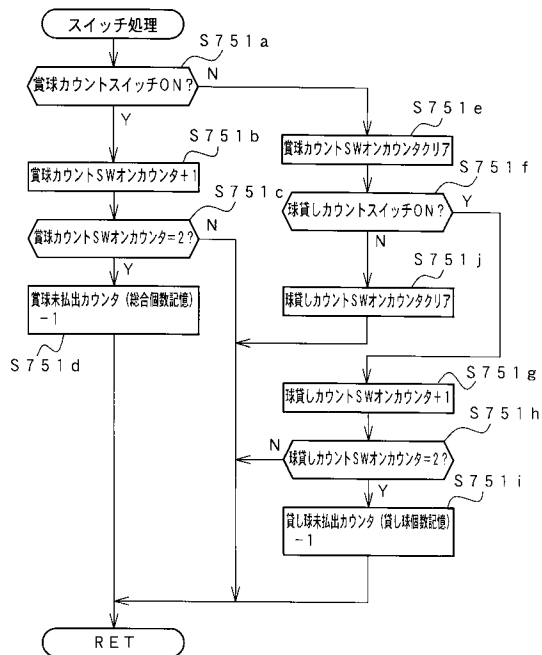 スイッチ処理
S751a
賞球カウントスイッチON?
N
Y
S751b
賞球カウントSWオンカウンタ+1
S751c
賞球カウントSWオンカウンタ=2?
N
Y
賞球未払出カウンタ(総合個数記憶)
-1
S751d
S751e
賞球カウントSWオンカウンタクリア
S751f
球貸しカウントスイッチON?
Y
N
S751j
球貸しカウントSWオンカウンタクリア
S751g
球貸しカウントSWオンカウンタ+1
S751h
N
球貸しカウントSWオンカウンタ=2?
Y
S751i
貸し球未払出カウンタ(貸し球個数記憶)
-1
RET